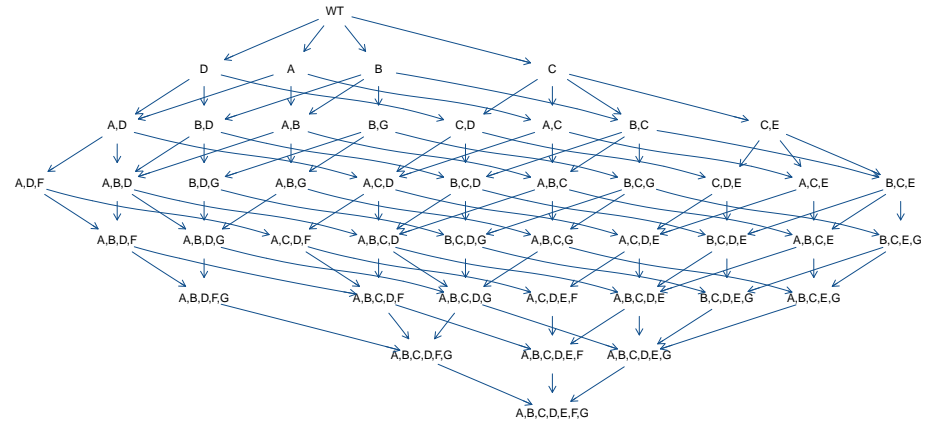 WT
D A B C
A,D B,D A,B B,G C,D A,C B,C C,E
A,D,F A,B,D B,D,G A,B,G A,C,D B,C,D A,B,C B,C,G C,D,E A,C,E B,C,E
A,B,D,F A,B,D,G A,C,D,F A,B,C,D B,C,D,G A,B,C,G A,C,D,E B,C,D,E A,B,C,E B,C,E,G
A,B,D,F,G A,B,C,D,F A,B,C,D,G A,C,D,E,F A,B,C,D,E B,C,D,E,G A,B,C,E,G
A,B,C,D,F,G A,B,C,D,E,F A,B,C,D,E,G
A,B,C,D,E,F,G